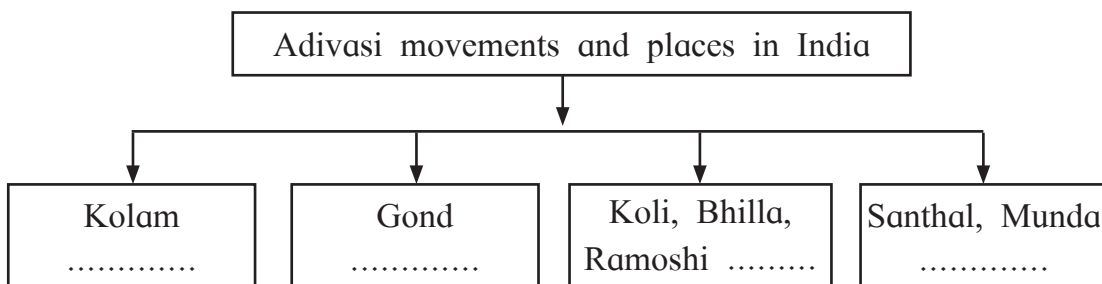 Adivasi movements and places in India
Kolam
.............
Gond
.............
Koli, Bhilla,
Ramoshi .........
Santhal, Munda
.............